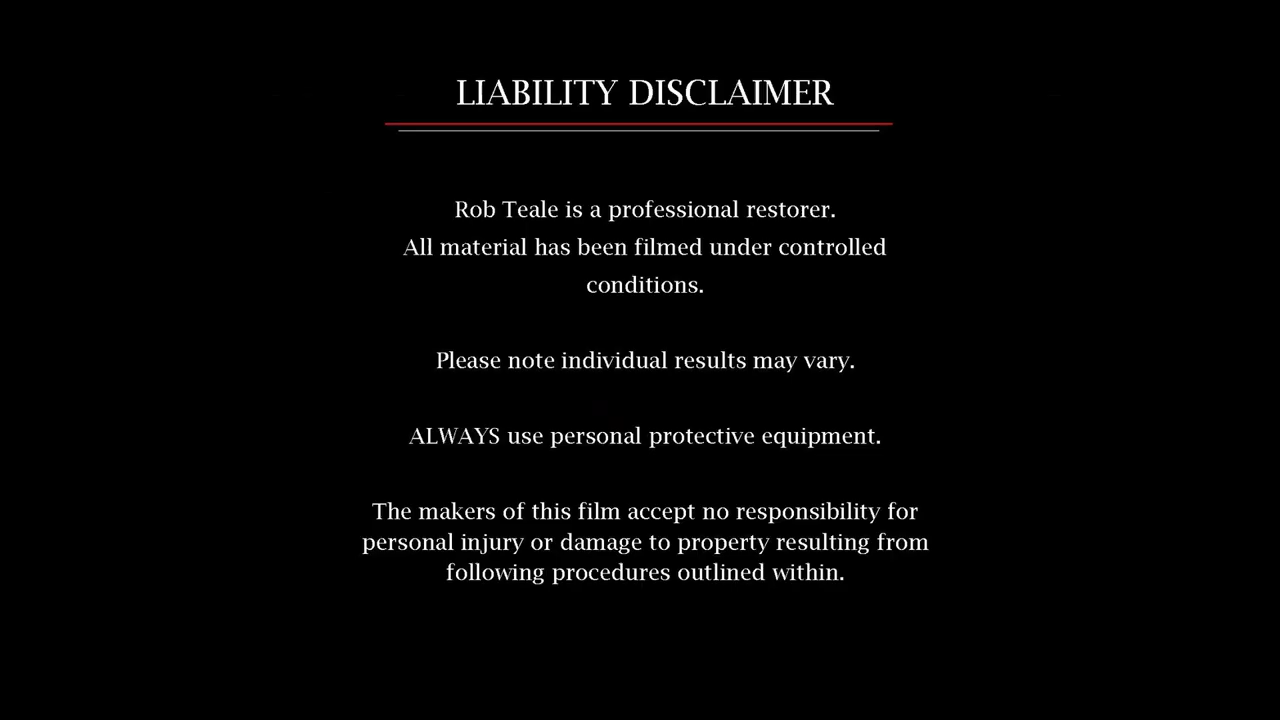 LIABILITY DISCLAIMER
Rob Teale is a professional restorer.
All material has been filmed under controlled
conditions.
Please note individual results may vary.
ALWAYS use personal protective equipment.
The makers of this film accept no responsibility for
personal injury or damage to property resulting from
following procedures outlined within.